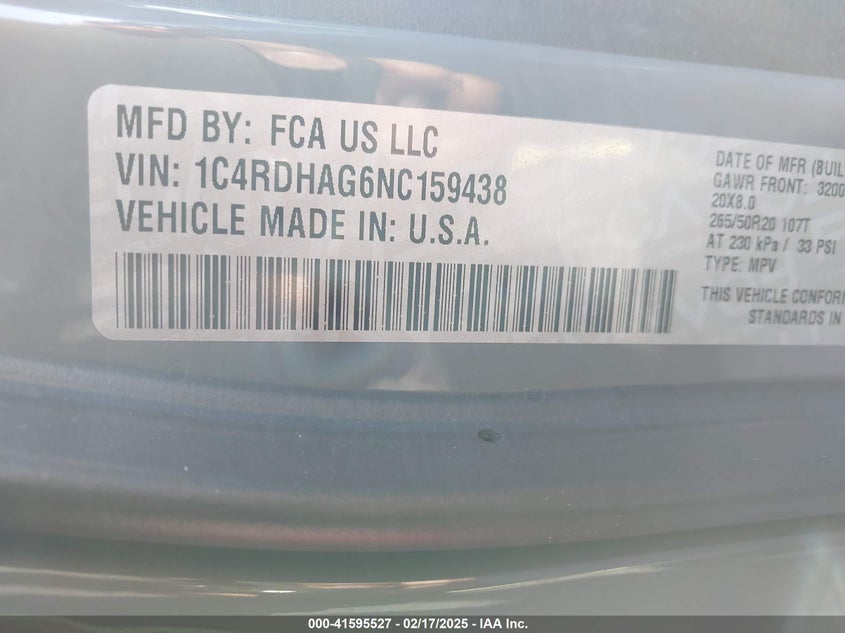 MFD BY: FCA US LLC
VIN: 1C4RDHAG6NC159438
VEHICLE MADE IN: U.S.A.
DATE OF MFR (BUIL
GAWR FRONT: 3200
20X8.0
265/50R20 107T
AT 230 kPa / 33 PSI
TYPE: MPV
THIS VEHICLE CONFOR
STANDARDS IN
000-41595527 — 02/17/2025 — IAA Inc.